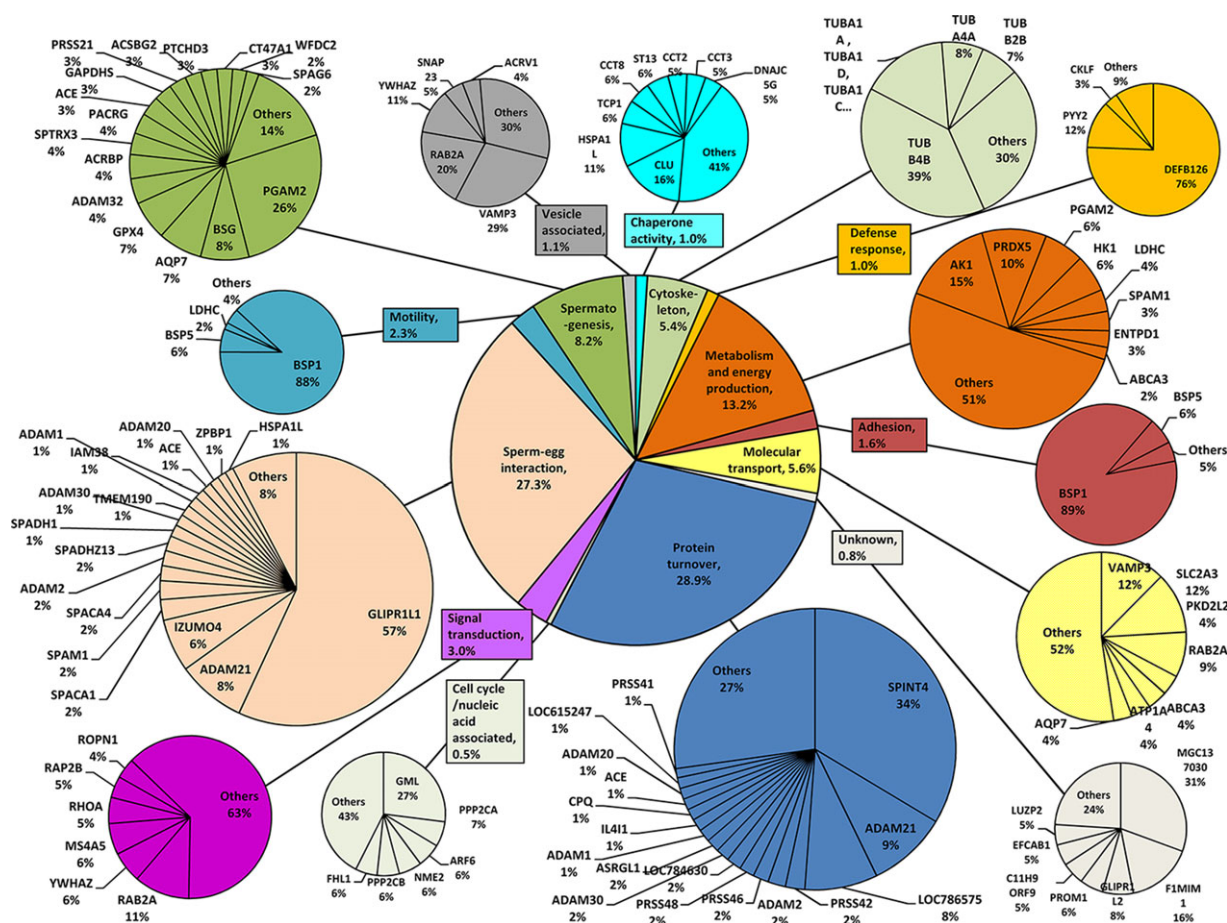 PRSS21
3%
ACSBG2
3%
PTCHD3
3%
CT47A1
3%
WFDC2
2%
SPAG6
2%
GAPDHS
3%
ACE
3%
PACRG
4%
SPTRX3
4%
ACRBP
4%
ADAM32
4%
GPX4
7%
AQP7
7%
BSG
8%
PGAM2
26%
Others
14%
SNAP
23
5%
ACRV1
4%
YWHAZ
11%
RAB2A
20%
VAMP3
29%
Others
30%
Vesicle
associated,
1.1%
CCT8
6%
ST13
6%
CCT2
5%
CCT3
5%
DNAJC
5G
5%
TCP1
6%
HSPA1
L
11%
CLU
16%
Others
41%
Chaperone
activity, 1.0%
TUBA1
A ,
TUBA1
D,
TUBA1
C...
TUB
A4A
8%
TUB
B2B
7%
TUB
B4B
39%
Others
30%
CKLF
3%
Others
9%
PYY2
12%
DEFB126
76%
Defense
response,
1.0%
PGAM2
6%
PRDX5
10%
HK1
6%
LDHC
4%
AK1
15%
SPAM1
3%
ENTPD1
3%
ABCA3
2%
Others
51%
Others
4%
LDHC
2%
BSP5
6%
BSP1
88%
Motility,
2.3%
Spermato
-genesis,
8.2%
Cytoske-
leton,
5.4%
Metabolism
and energy
production,
13.2%
Sperm-egg
interaction,
27.3%
Molecular
transport, 5.6%
Protein
turnover,
28.9%
Adhesion,
1.6%
BSP5
6%
Others
5%
BSP1
89%
ADAM1
1%
ADAM20
1%
ZPBP1
1%
HSPA1L
1%
IAM38
1%
ACE
1%
ADAM30
1%
TMEM190
1%
SPADH1
1%
SPADHZ13
2%
ADAM2
2%
SPACA4
2%
SPAM1
2%
SPACA1
2%
IZUMO4
6%
ADAM21
8%
GLIPR1L1
57%
Others
8%
Unknown,
0.8%
VAMP3
12%
SLC2A3
12%
PKD2L2
4%
RAB2A
9%
ABCA3
4%
ATP1A
4
4%
AQP7
4%
Others
52%
Signal
transduction,
3.0%
Cell cycle
/nucleic
acid
associated,
0.5%
ROPN1
4%
RAP2B
5%
RHOA
5%
MS4A5
6%
YWHAZ
6%
RAB2A
11%
Others
63%
GML
27%
PPP2CA
7%
ARF6
6%
NME2
6%
PPP2CB
6%
FHL1
6%
Others
43%
PRSS41
1%
LOC615247
1%
ADAM20
1%
ACE
1%
CPQ
1%
IL4I1
1%
ADAM1
1%
ASRGL1
2%
LOC784630
2%
ADAM30
2%
PRSS48
2%
PRSS46
2%
ADAM2
2%
PRSS42
2%
LOC786575
8%
ADAM21
9%
SPINT4
34%
Others
27%
MGC13
7030
31%
Others
24%
LUZP2
5%
EFCAB1
5%
C11H9
ORF9
5%
PROM1
6%
GLIPR1
L2
8%
F1MIM
1
16%